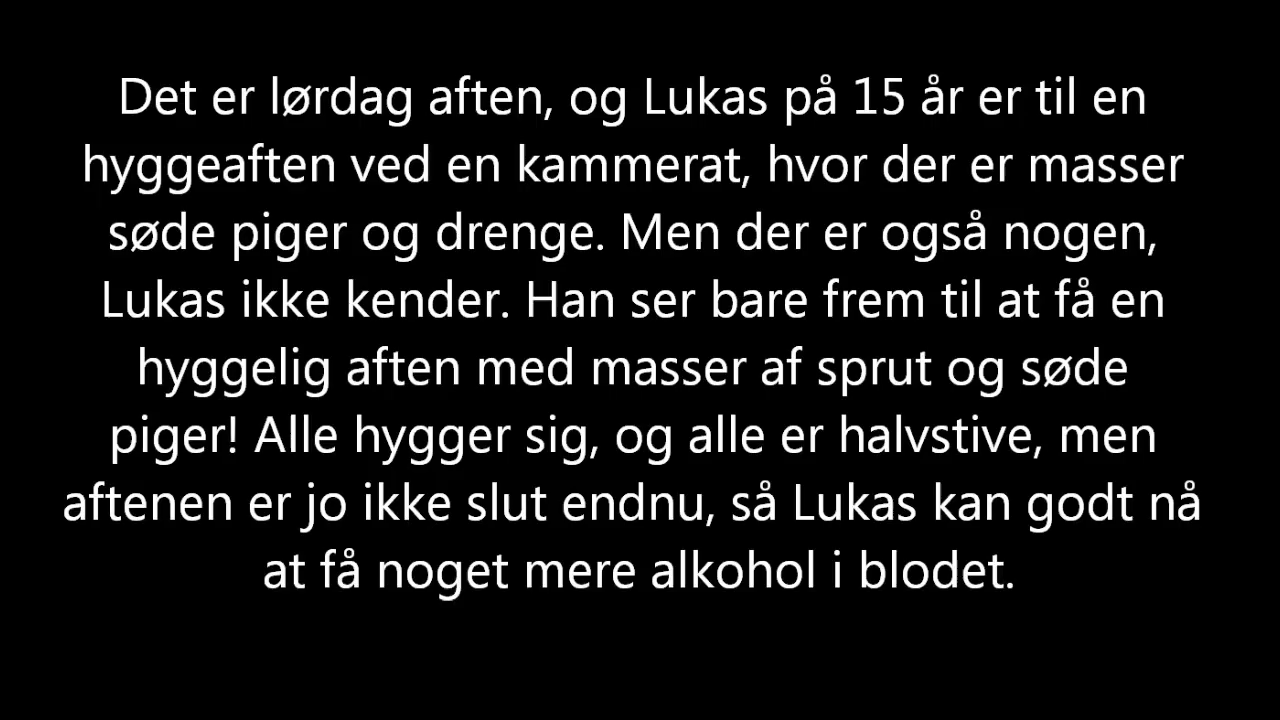 Det er lørdag aften, og Lukas på 15 år er til en
hyggeaften ved en kammerat, hvor der er masser
søde piger og drenge. Men der er også nogen,
Lukas ikke kender. Han ser bare frem til at få en
hyggelig aften med masser af sprut og søde
piger! Alle hygger sig, og alle er halvstive, men
aftenen er jo ikke slut endnu, så Lukas kan godt nå
at få noget mere alkohol i blodet.